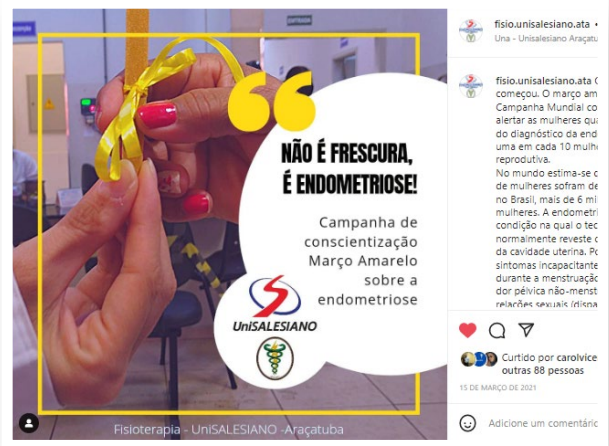 NÃO É FRESCURA,
É ENDOMETRIOSE!
Campanha de
conscientização
Março Amarelo
sobre a
endometriose
UniSALESIANO
Fisioterapia - UniSALESIANO -Araçatuba
fisio.unisalesiano.ata •
Una - Unisalesiano Araçatu
fisio.unisalesiano.ata
começou. O março am
Campanha Mundial co
alertar as mulheres qua
do diagnóstico da end
uma em cada 10 mulh
reprodutiva.
No mundo estima-se
de mulheres sofram de
no Brasil, mais de 6 mi
mulheres. A endometri
condição na qual o tec
normalmente reveste
da cavidade uterina. Po
sintomas incapacitante
durante a menstruação
dor pélvica não-menst
relações sexuais (dispa
Curtido por carolvice
outras 88 pessoas
15 DE MARÇO DE 2021
Adicione um comentário